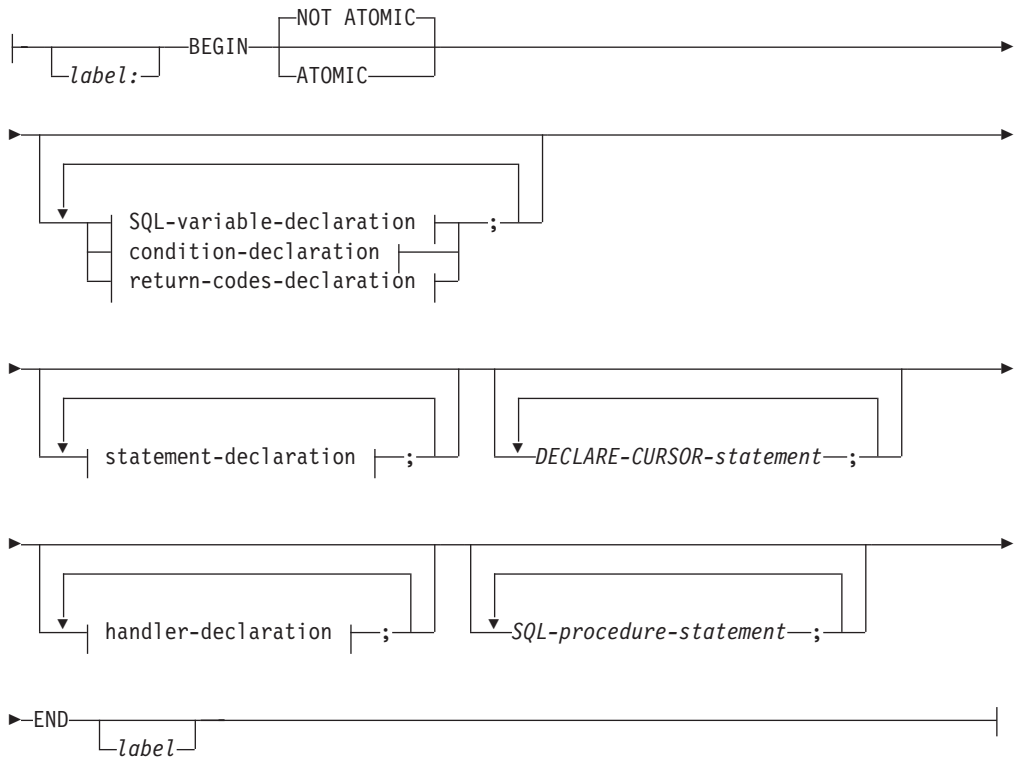 NOT ATOMIC
label: BEGIN
ATOMIC
SQL-variable-declaration ;
condition-declaration
return-codes-declaration
statement-declaration ; DECLARE-CURSOR-statement ;
handler-declaration ; SQL-procedure-statement ;
END
label